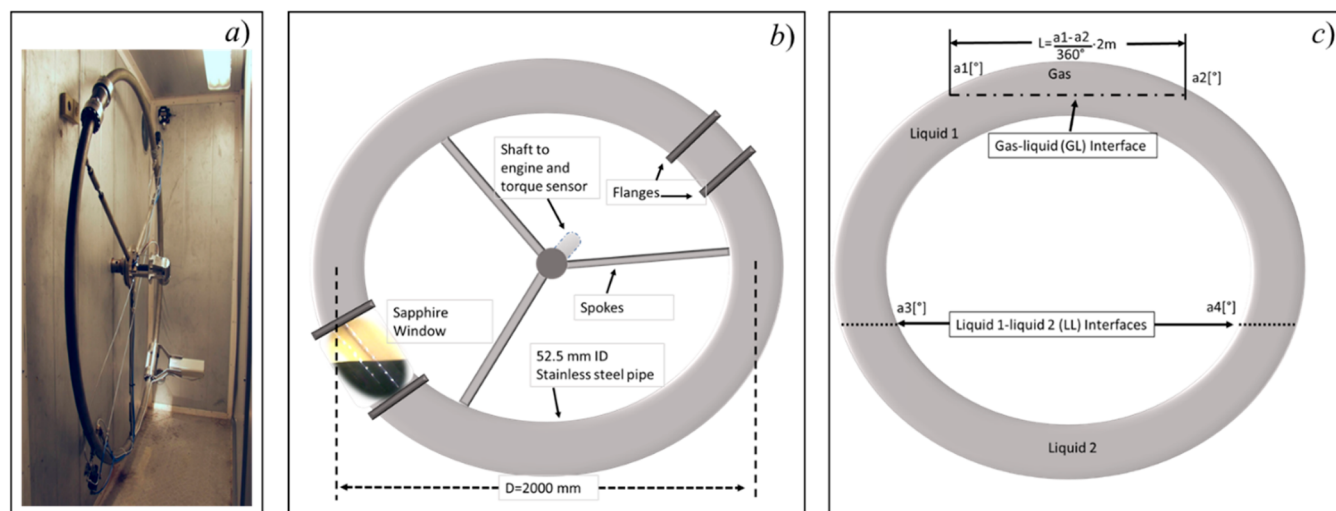 a)
b)
Shaft to
engine and
torque sensor
Flanges
Spokes
Sapphire
Window
52.5 mm ID
Stainless steel pipe
D=2000 mm
c)
L=a1-a2/360°·2m
a1[°]
Gas
a2[°]
Liquid 1
Gas-liquid (GL) Interface
a3[°]
a4[°]
Liquid 1-liquid 2 (LL) Interfaces
Liquid 2